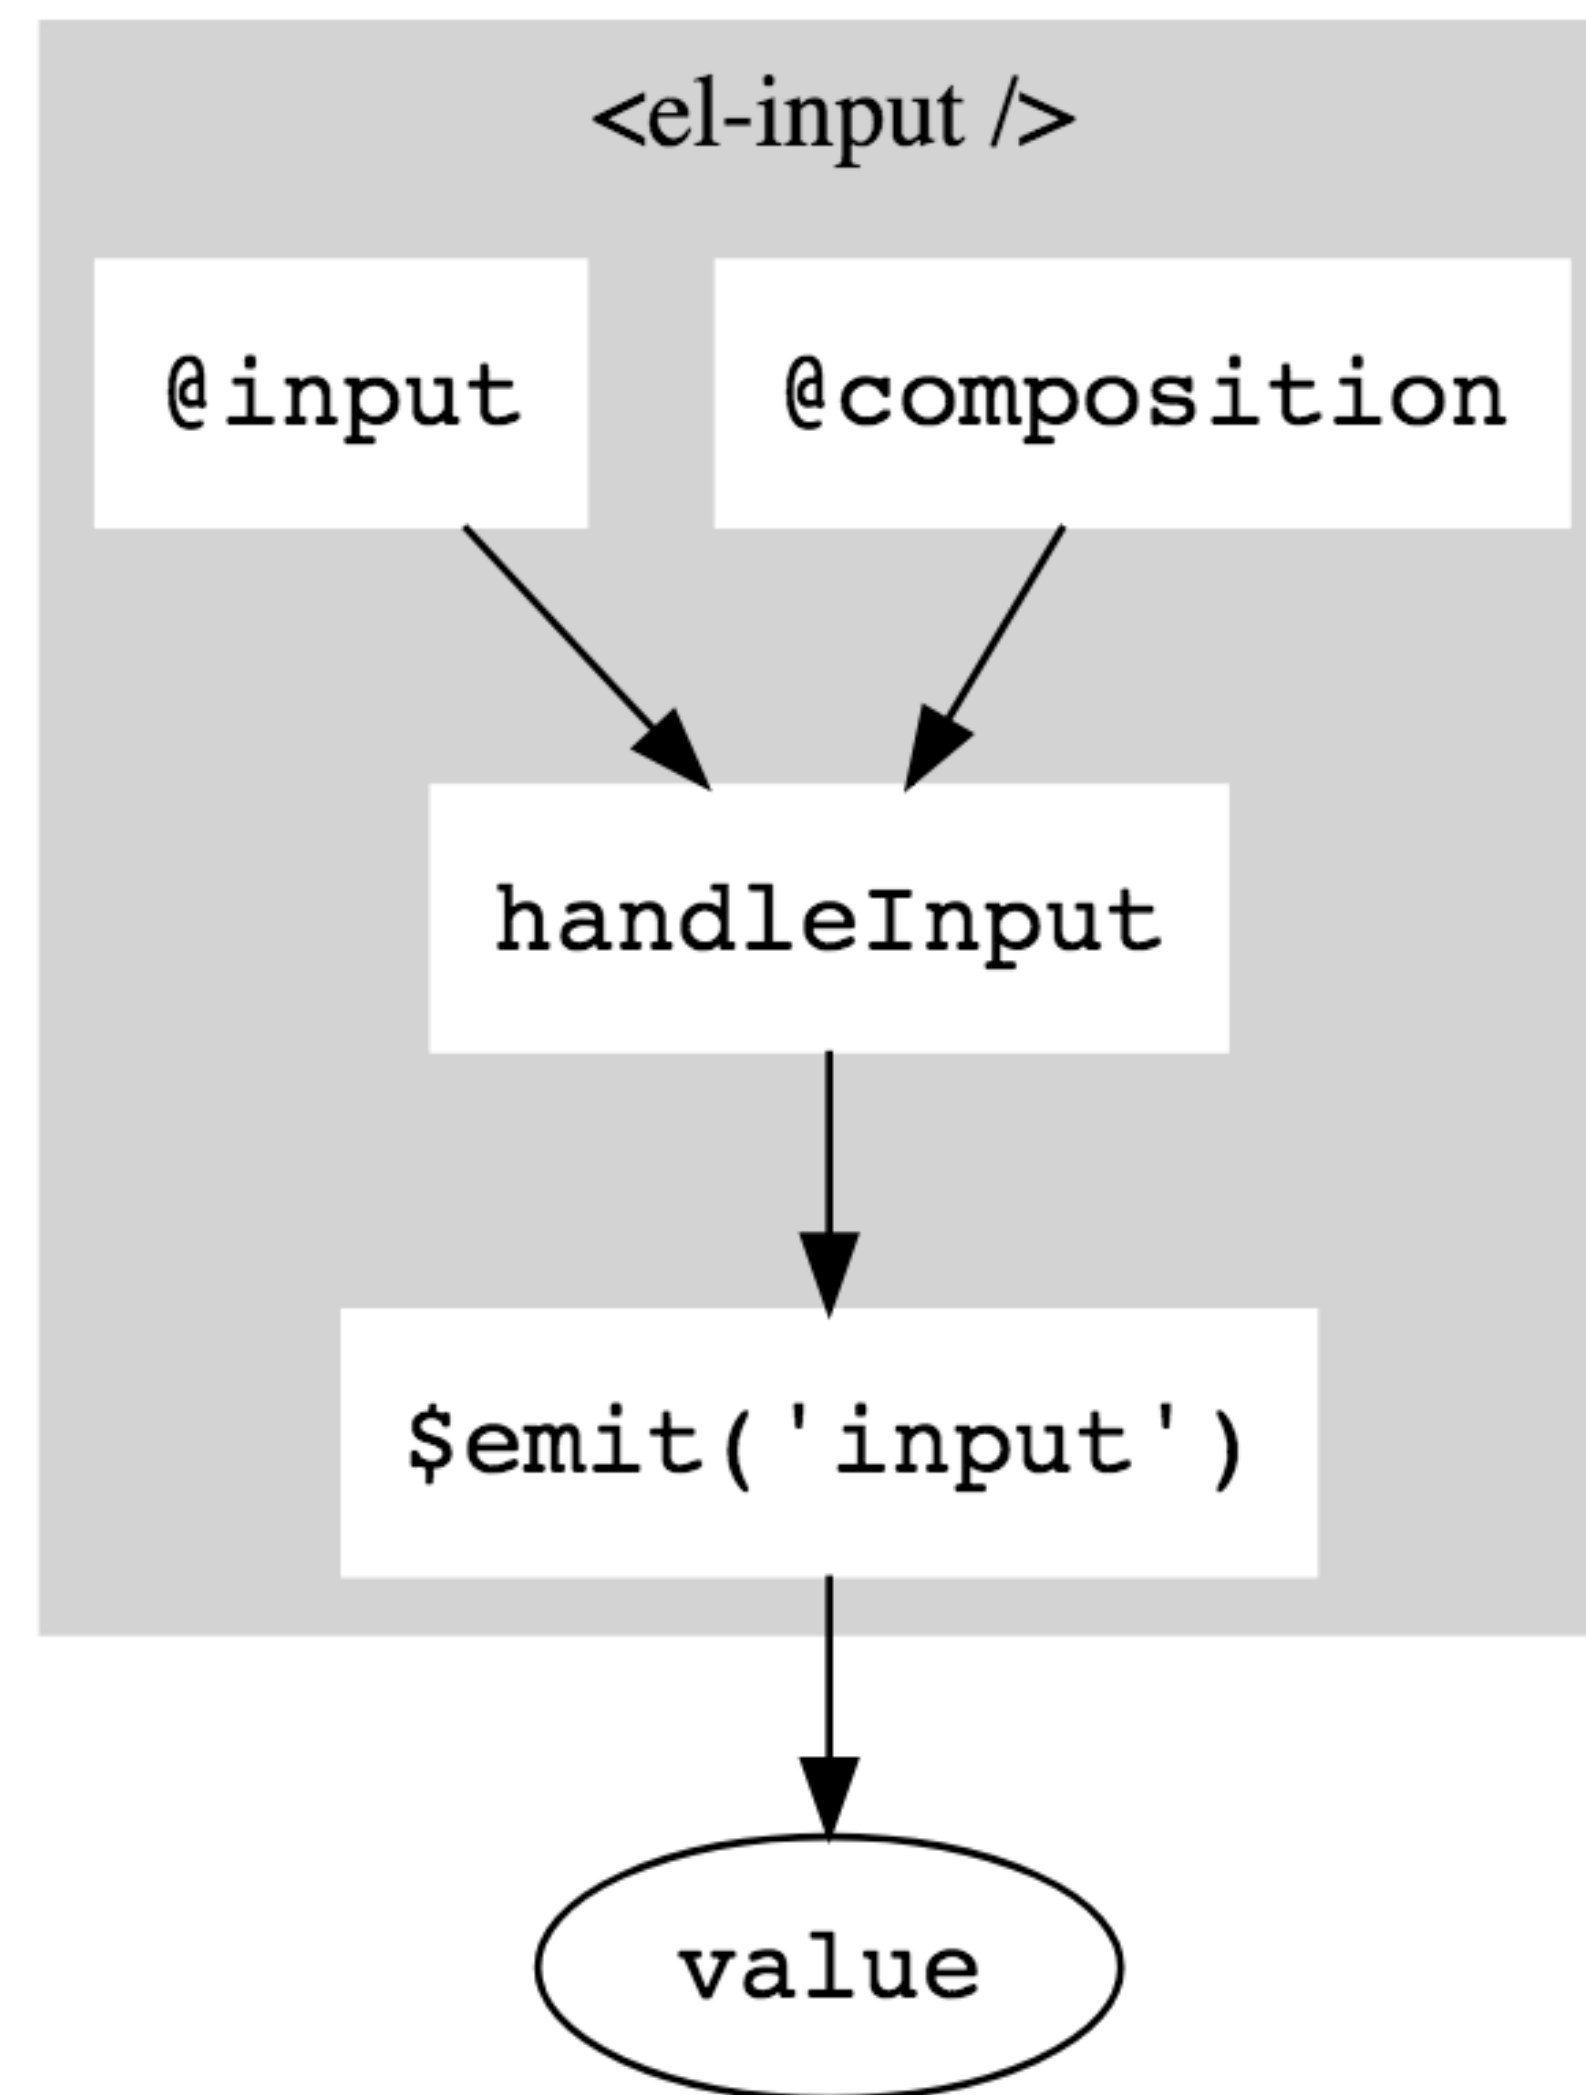 <el-input />
@input
@composition
handleInput
$emit('input')
value